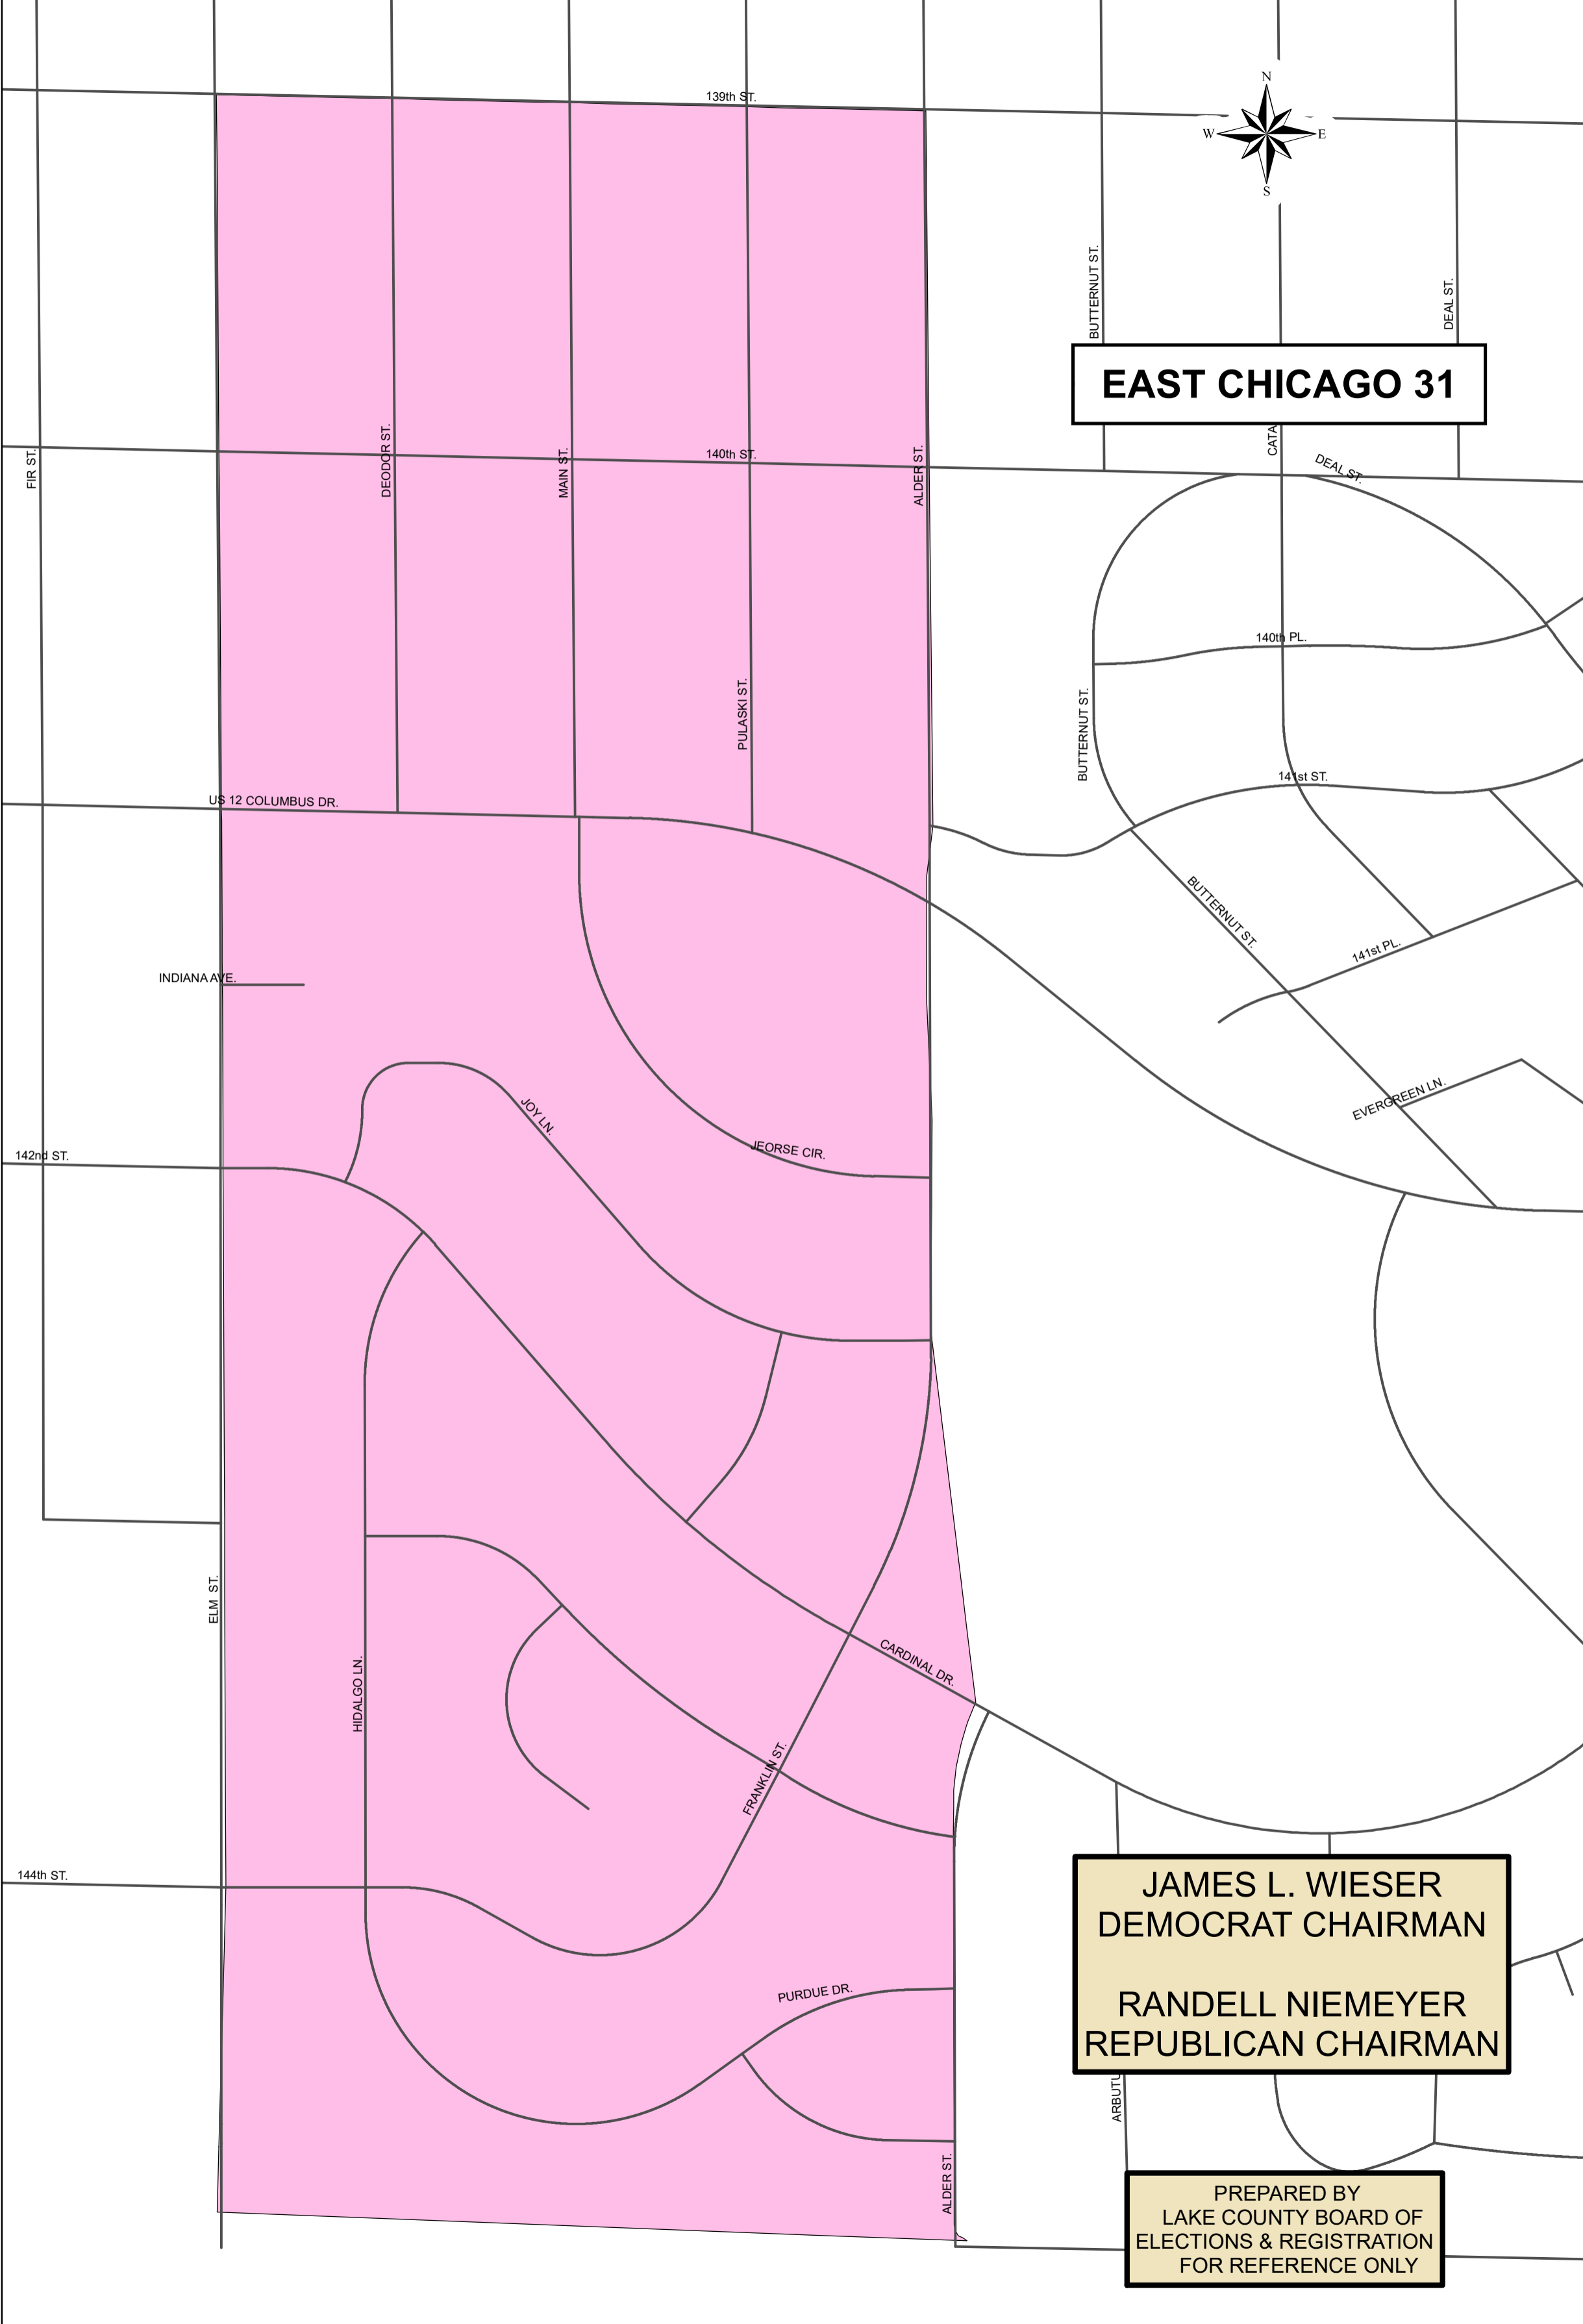 139th ST.
N
W
E
S
BUTTERNUT ST.
DEAL ST.
EAST CHICAGO 31
FIR ST.
DEODOR ST.
MAIN ST.
140th ST.
ALDER ST.
CATA
DEAL ST.
140th PL.
PULASKI ST.
BUTTERNUT ST.
US 12 COLUMBUS DR.
141st ST.
BUTTERNUT ST.
141st PL.
INDIANA AVE.
JOY LN.
EVERGREEN LN.
142nd ST.
JEORSE CIR.
ELM ST.
HIDALGO LN.
CARDINAL DR.
FRANKLIN ST.
144th ST.
JAMES L. WIESER
DEMOCRAT CHAIRMAN
RANDELL NIEMEYER
REPUBLICAN CHAIRMAN
PURDUE DR.
ARBUTU
ALDER ST.
PREPARED BY
LAKE COUNTY BOARD OF
ELECTIONS & REGISTRATION
FOR REFERENCE ONLY